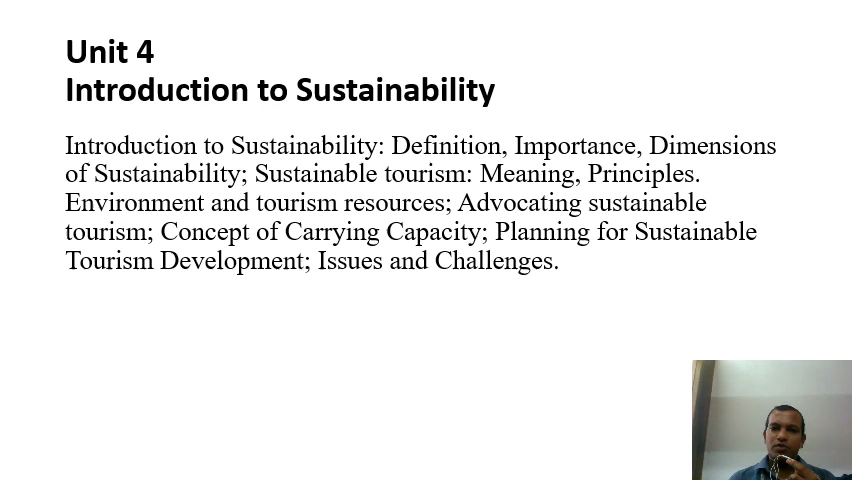 Unit 4
Introduction to Sustainability
Introduction to Sustainability: Definition, Importance, Dimensions
of Sustainability; Sustainable tourism: Meaning, Principles.
Environment and tourism resources; Advocating sustainable
tourism; Concept of Carrying Capacity; Planning for Sustainable
Tourism Development; Issues and Challenges.